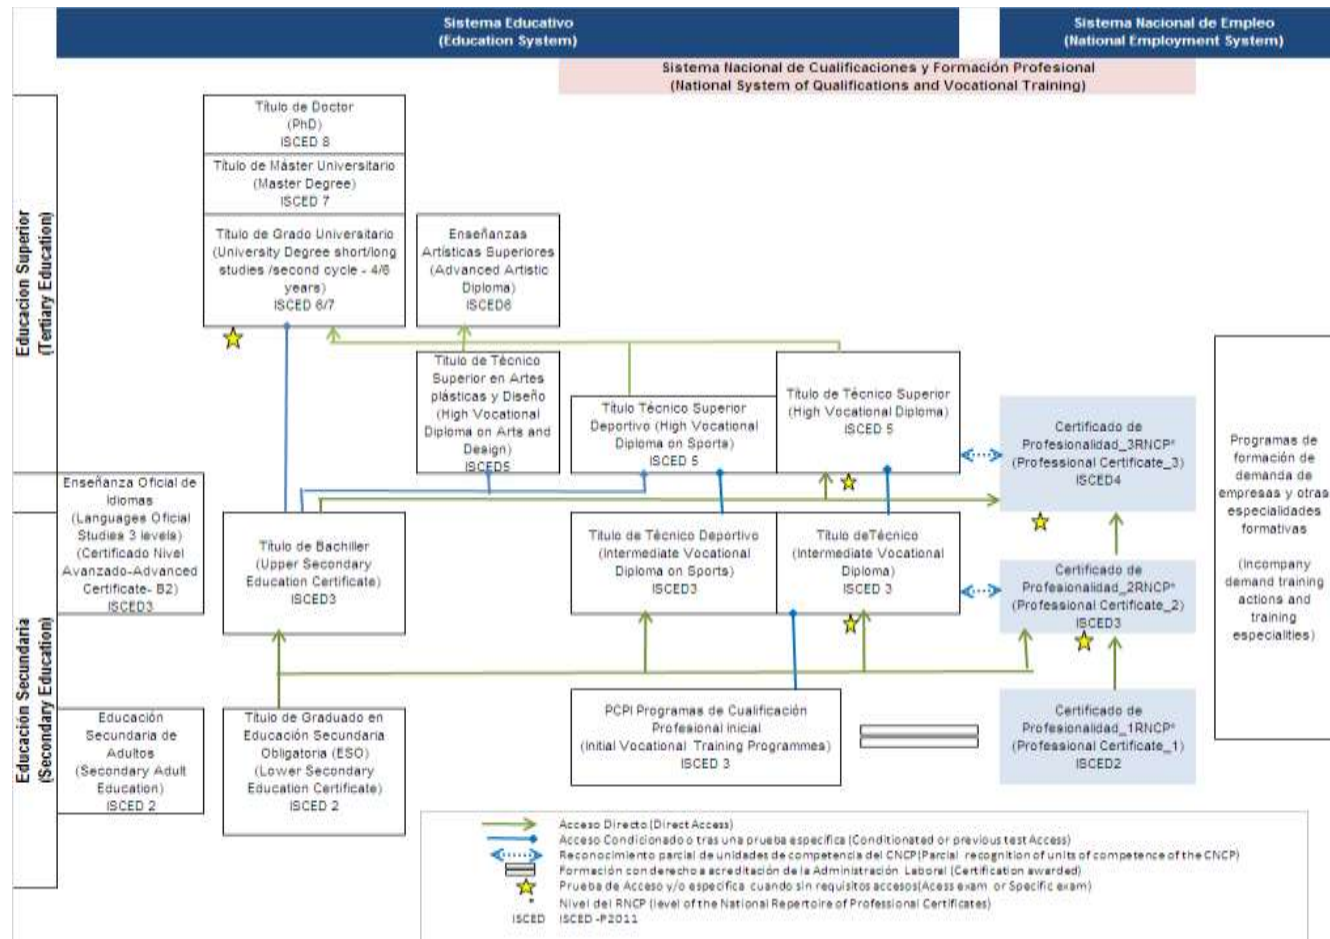 Sistema Educativo
(Education System)
Sistema Nacional de Empleo
(National Employment System)
Sistema Nacional de Cualificaciones y Formación Profesional
(National System of Qualifications and Vocational Training)
Educacion Superior
(Tertiary Education)
Título de Doctor
(PhD)
ISCED 8
Título de Máster Universitario
(Master Degree)
ISCED 7
Título de Grado Universitario
(University Degree short/long
studies /second cycle - 4/6
years)
ISCED 6/7
Enseñanzas
Artísticas Superiores
(Advanced Artistic
Diploma)
ISCED6
Título de Técnico
Superior en Artes
plásticas y Diseño
(High Vocational
Diploma on Arts and
Design)
ISCED5
Título Técnico Superior
Deportivo (High Vocational
Diploma on Sports)
ISCED 5
Título de Técnico Superior
(High Vocational Diploma)
ISCED 5
Certificado de
Profesionalidad_3RNCP*
(Professional Certificate_3)
ISCED4
Programas de
formación de
demanda de
empresas y otras
especialidades
formativas
(Incompany
demand training
actions and
training
especialities)
Educación Secundaria
(Secondary Education)
Enseñanza Oficial de
Idiomas
(Languages Oficial
Studies 3 levels)
(Certificado Nivel
Avanzado-Advanced
Certificate- B2)
ISCED3
Título de Bachiller
(Upper Secondary
Education Certificate)
ISCED3
Título de Técnico Deportivo
(Intermediate Vocational
Diploma on Sports)
ISCED3
Título deTécnico
(Intermediate Vocational
Diploma)
ISCED 3
Certificado de
Profesionalidad_2RNCP*
(Professional Certificate_2)
ISCED3
Educación
Secundaria de
Adultos
(Secondary Adult
Education)
ISCED 2
Título de Graduado en
Educación Secundaria
Obligatoria (ESO)
(Lower Secondary
Education Certificate)
ISCED 2
PCPI Programas de Cualificación
Profesional Inicial
(Initial Vocational Training Programmes)
ISCED 3
Certificado de
Profesionalidad_1RNCP*
(Professional Certificate_1)
ISCED2
Acceso Directo (Direct Access)
Acceso Condicionado o tras una prueba específica (Conditionated or previous test Access)
Reconocimiento parcial de unidades de competencia del CNCP(Parcial recognition of units of competence of the CNCP)
Formación con derecho a acreditación de la Administración Laboral (Certification awarded)
Prueba de Acceso y/o especifica cuando sin requisitos accesos(Acess exam or Specific exam)
* Nivel del RNCP (level of the National Repertoire of Professional Certificates)
ISCED ISCED -P2011